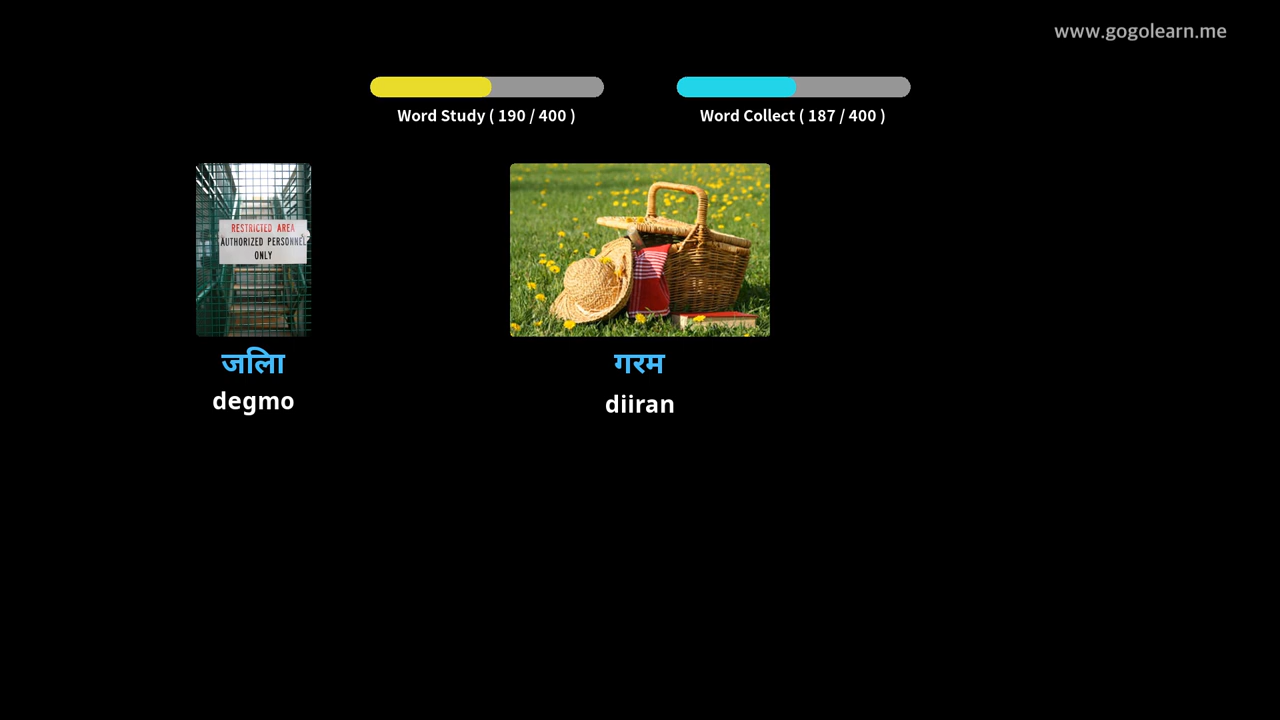 www.gogolearn.me
Word Study ( 190 / 400 )
Word Collect ( 187 / 400 )
RESTRICTED AREA
AUTHORIZED PERSONNEL
ONLY
जलिा
गरम
degmo
diiran